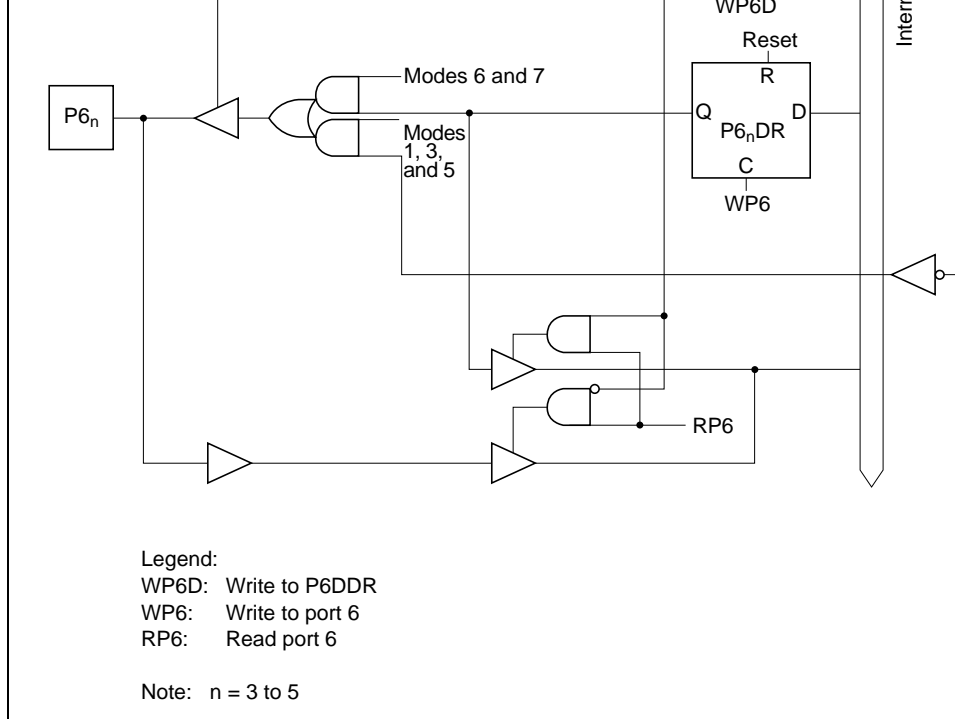 WP6D
Reset
R
Modes 6 and 7
P6n
Q
D
P6nDR
Modes
1, 3,
and 5
C
WP6
RP6
Legend:
WP6D: Write to P6DDR
WP6: Write to port 6
RP6: Read port 6
Note: n = 3 to 5